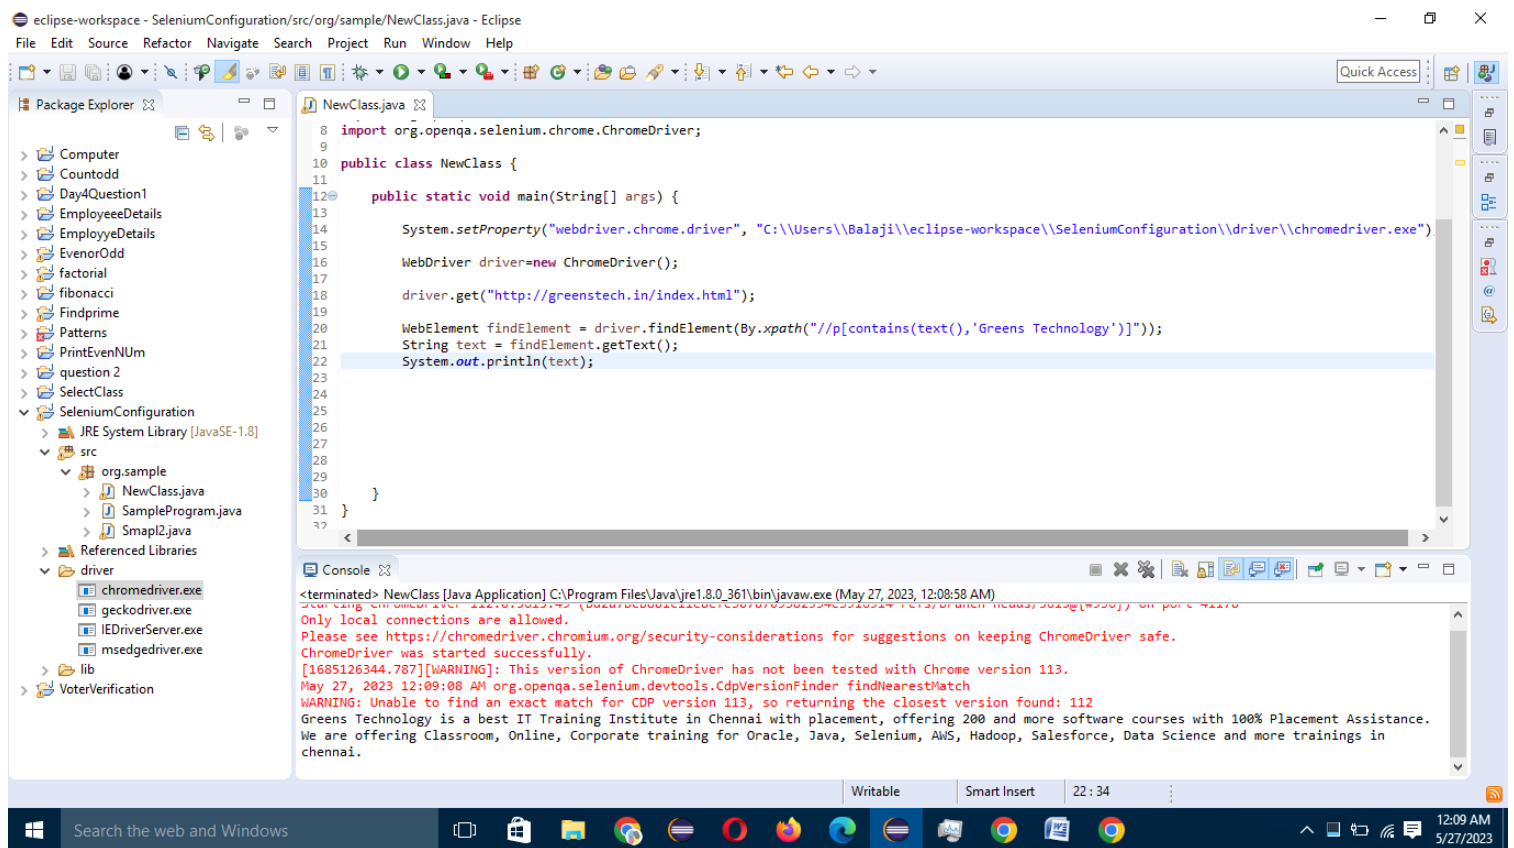 eclipse-workspace - SeleniumConfiguration/src/org/sample/NewClass.java - Eclipse
File Edit Source Refactor Navigate Search Project Run Window Help
Quick Access
Package Explorer
NewClass.java
Computer
Countodd
Day4Question1
EmployeeeDetails
EmployyeDetails
EvenorOdd
factorial
fibonacci
Findprime
Patterns
PrintEvenNUm
question 2
SelectClass
SeleniumConfiguration
JRE System Library [JavaSE-1.8]
src
org.sample
NewClass.java
SampleProgram.java
Smapl2.java
Referenced Libraries
driver
chromedriver.exe
geckodriver.exe
IEDriverServer.exe
msedgedriver.exe
lib
VoterVerification
8 import org.openqa.selenium.chrome.ChromeDriver;
9
10 public class NewClass {
11
12 public static void main(String[] args) {
13
14 System.setProperty("webdriver.chrome.driver", "C:\\Users\\Balaji\\eclipse-workspace\\SeleniumConfiguration\\driver\\chromedriver.exe")
15
16 WebDriver driver=new ChromeDriver();
17
18 driver.get("http://greenstech.in/index.html");
19
20 WebElement findElement = driver.findElement(By.xpath("//p[contains(text(),'Greens Technology')]"));
21 String text = findElement.getText();
22 System.out.println(text);
23
24
25
26
27
28
29
30 }
31 }
32
Console
<terminated> NewClass [Java Application] C:\Program Files\Java\jre1.8.0_361\bin\javaw.exe (May 27, 2023, 12:08:58 AM)
Only local connections are allowed.
Please see https://chromedriver.chromium.org/security-considerations for suggestions on keeping ChromeDriver safe.
ChromeDriver was started successfully.
[1685126344.787][WARNING]: This version of ChromeDriver has not been tested with Chrome version 113.
May 27, 2023 12:09:08 AM org.openqa.selenium.devtools.CdpVersionFinder findNearestMatch
WARNING: Unable to find an exact match for CDP version 113, so returning the closest version found: 112
Greens Technology is a best IT Training Institute in Chennai with placement, offering 200 and more software courses with 100% Placement Assistance.
We are offering Classroom, Online, Corporate training for Oracle, Java, Selenium, AWS, Hadoop, Salesforce, Data Science and more trainings in
chennai.
Writable Smart Insert 22 : 34
Search the web and Windows
12:09 AM
5/27/2023